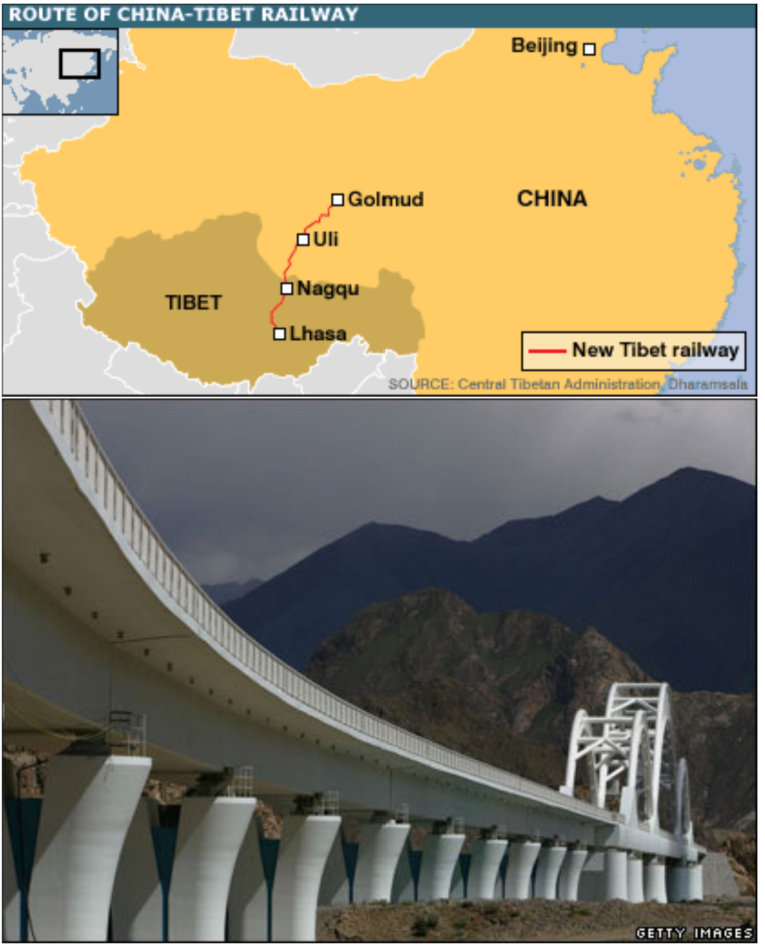 ROUTE OF CHINA-TIBET RAILWAY
Beijing
Golmud
CHINA
Uli
Nagqu
TIBET
Lhasa
New Tibet railway
SOURCE: Central Tibetan Administration, Dharamsala
GETTY IMAGES